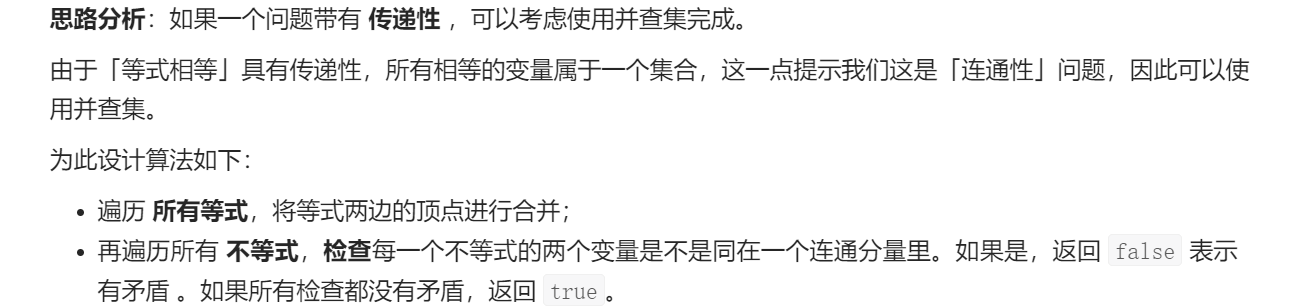 思路分析：如果一个问题带有 传递性 ，可以考虑使用并查集完成。
由于「等式相等」具有传递性，所有相等的变量属于一个集合，这一点提示我们这是「连通性」问题，因此可以使
用并查集。
为此设计算法如下：
• 遍历 所有等式，将等式两边的顶点进行合并；
• 再遍历所有 不等式，检查每一个不等式的两个变量是不是同在一个连通分量里。如果是，返回 false 表示
有矛盾 。如果所有检查都没有矛盾，返回 true 。